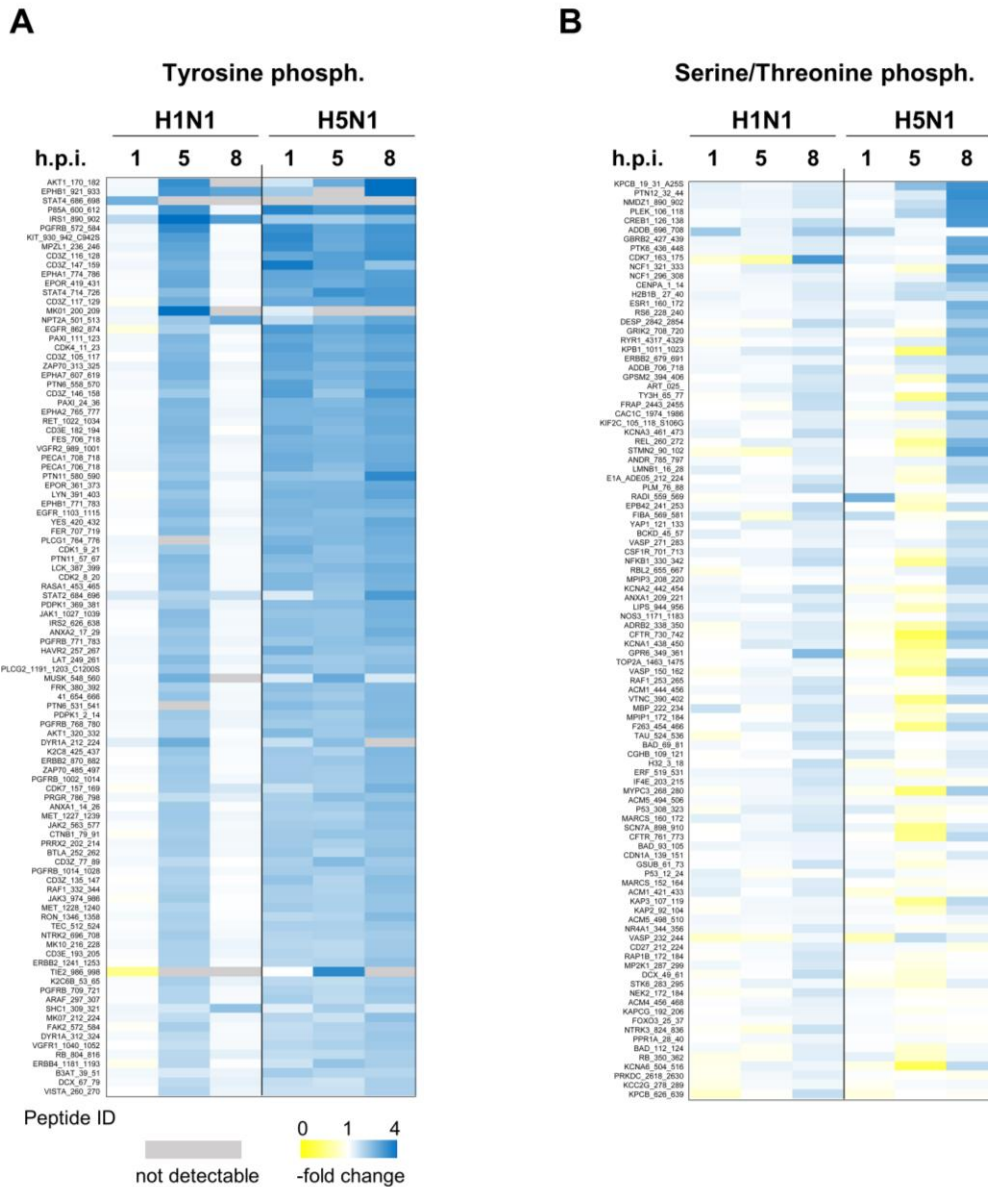 A
B
Tyrosine phosph.
Serine/Threonine phosph.
H1N1
H5N1
H1N1
H5N1
h.p.i.
1
5
8
1
5
8
h.p.i.
1
5
8
1
5
8
AKT1_170_182
EPHB1_921_933
STAT4_686_698
P85A_600_612
IRS1_890_902
PGFRB_572_584
KIT_930_942_C942S
MPZL1_236_246
CD3Z_116_128
CD3Z_147_159
EPHA1_774_786
EPOR_419_431
STAT4_714_726
CD3Z_117_129
MK01_200_209
NPT2A_501_513
EGFR_862_874
PAXI_111_123
CDK4_11_23
CD3Z_105_117
ZAP70_313_325
EPHA7_607_619
PTN6_558_570
CD3Z_146_158
PAXI_24_36
EPHA2_765_777
RET_1022_1034
CD3E_182_194
FES_706_718
VGFR2_989_1001
PECA1_708_718
PECA1_706_718
PTN11_580_590
EPOR_361_373
LYN_391_403
EPHB1_771_783
EGFR_1103_1115
YES_420_432
FER_707_719
PLCG1_764_776
CDK1_9_21
PTN11_57_67
LCK_387_399
CDK2_8_20
RASA1_453_465
STAT2_684_696
PDPK1_369_381
JAK1_1027_1039
IRS2_626_638
ANXA2_17_29
PGFRB_771_783
HAVR2_257_267
LAT_249_261
PLCG2_1191_1203_C1200S
MUSK_548_560
FRK_380_392
41_654_666
PTN6_531_541
PDPK1_2_14
PGFRB_768_780
AKT1_320_332
DYR1A_212_224
K2C8_425_437
ERBB2_870_882
ZAP70_485_497
PGFRB_1002_1014
CDK7_157_169
PRGR_786_798
ANXA1_14_26
MET_1227_1239
JAK2_563_577
CTNB1_79_91
PRRX2_202_214
BTLA_252_262
CD3Z_77_89
PGFRB_1014_1028
CD3Z_135_147
RAF1_332_344
JAK3_974_986
MET_1228_1240
RON_1346_1358
TEC_512_524
NTRK2_696_708
MK10_216_228
CD3E_193_205
ERBB2_1241_1253
TIE2_986_998
K2C6B_53_65
PGFRB_709_721
ARAF_297_307
SHC1_309_321
MK07_212_224
FAK2_572_584
DYR1A_312_324
VGFR1_1040_1052
RB_804_816
ERBB4_1181_1193
B3AT_39_51
DCX_67_79
VISTA_260_270
KPCB_19_31_A25S
PTN12_32_44
NMDZ1_890_902
PLEK_106_118
CREB1_126_138
ADDB_696_708
GBRB2_427_439
PTK6_436_448
CDK7_163_175
NCF1_321_333
NCF1_296_308
CENPA_1_14
H2B1B_27_40
ESR1_160_172
RS6_228_240
DESP_2842_2854
GRIK2_708_720
RYR1_4317_4329
KPB1_1011_1023
ERBB2_679_691
ADDB_706_718
GPSM2_394_406
ART_025_
TY3H_65_77
FRAP_2443_2455
CAC1C_1974_1986
KIF2C_105_118_S106G
KCNA3_461_473
REL_260_272
STMN2_90_102
ANDR_785_797
LMNB1_16_28
E1A_ADE05_212_224
PLM_76_88
RADI_559_569
EPB42_241_253
FIBA_569_581
YAP1_121_133
BCKD_45_57
VASP_271_283
CSF1R_701_713
NFKB1_330_342
RBL2_655_667
MPIP3_208_220
KCNA2_442_454
ANXA1_209_221
LIPS_944_956
NOS3_1171_1183
ADRB2_338_350
CFTR_730_742
KCNA1_438_450
GPR6_349_361
TOP2A_1463_1475
VASP_150_162
RAF1_253_265
ACM1_444_456
VTNC_390_402
MBP_222_234
MPIP1_172_184
F263_454_466
TAU_524_536
BAD_69_81
CGHB_109_121
H32_3_18
ERF_519_531
IF4E_203_215
MYPC3_268_280
ACM5_494_506
P53_308_323
MARCS_160_172
SCN7A_898_910
CFTR_761_773
BAD_93_105
CDN1A_139_151
GSUB_61_73
P53_12_24
MARCS_152_164
ACM1_421_433
KAP3_107_119
KAP2_92_104
ACM5_498_510
NR4A1_344_356
VASP_232_244
CD27_212_224
RAP1B_172_184
MP2K1_287_299
DCX_49_61
STK6_283_295
NEK2_172_184
ACM4_456_468
KAPCG_192_206
FOXO3_25_37
NTRK3_824_836
PPR1A_28_40
BAD_112_124
RB_350_362
KCNA6_504_516
PRKDC_2618_2630
KCC2G_278_289
KPCB_626_639
Peptide ID
0
1
4
not detectable
-fold change